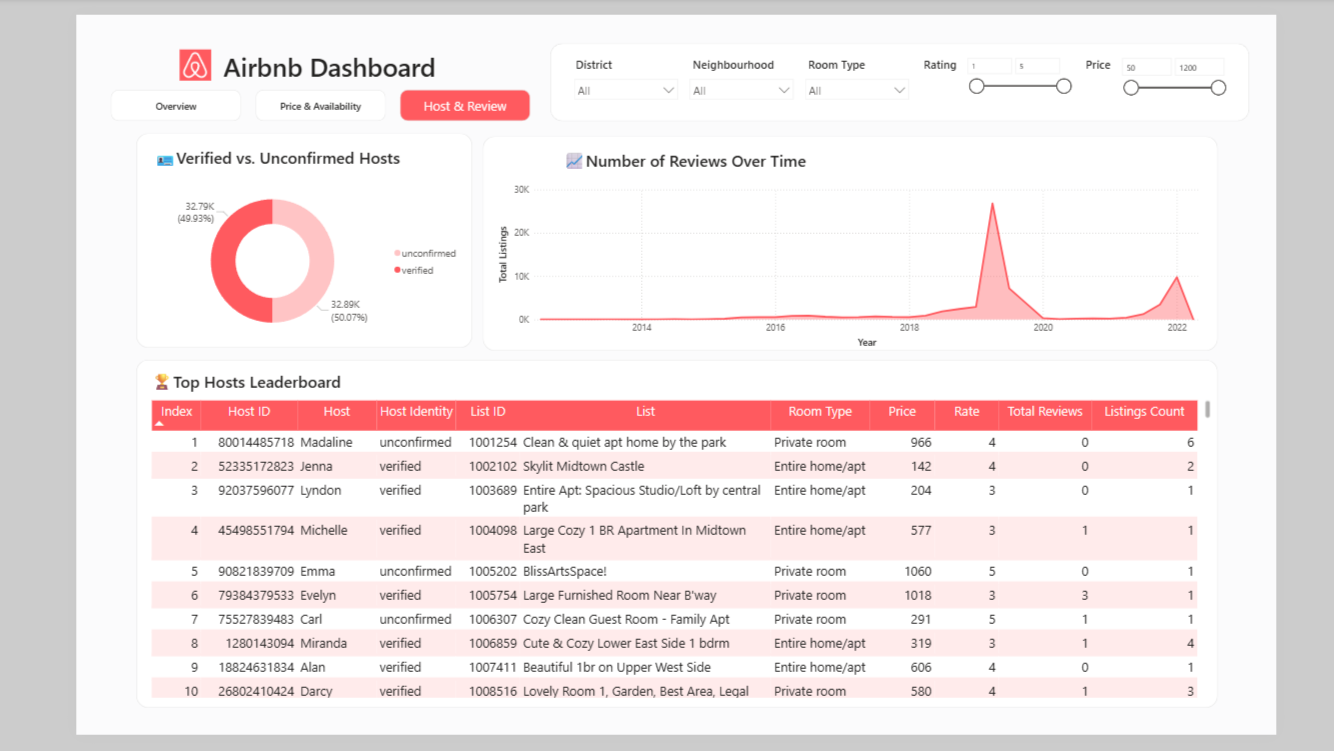 Airbnb Dashboard
Overview
Price & Availability
Host & Review
District
All
Neighbourhood
All
Room Type
All
Rating
1
5
Price
50
1200
Verified vs. Unconfirmed Hosts
32.79K
(49.93%)
32.89K
(50.07%)
unconfirmed
verified
Number of Reviews Over Time
Total Listings
30K
20K
10K
0K
2014 2016 2018 2020 2022
Year
Top Hosts Leaderboard
Index Host ID Host Host Identity List ID List Room Type Price Rate Total Reviews Listings Count
1 80014485718 Madaline unconfirmed 1001254 Clean & quiet apt home by the park Private room 966 4 0 6
2 52335172823 Jenna verified 1002102 Skylit Midtown Castle Entire home/apt 142 4 0 2
3 92037596077 Lyndon verified 1003689 Entire Apt: Spacious Studio/Loft by central Entire home/apt 204 3 0 1
park
4 45498551794 Michelle verified 1004098 Large Cozy 1 BR Apartment In Midtown Entire home/apt 577 3 1 1
East
5 90821839709 Emma unconfirmed 1005202 BlissArtsSpace! Private room 1060 5 0 1
6 79384379533 Evelyn verified 1005754 Large Furnished Room Near B'way Private room 1018 3 3 1
7 75527839483 Carl unconfirmed 1006307 Cozy Clean Guest Room - Family Apt Private room 291 5 1 1
8 1280143094 Miranda verified 1006859 Cute & Cozy Lower East Side 1 bdrm Entire home/apt 319 3 1 4
9 18824631834 Alan verified 1007411 Beautiful 1br on Upper West Side Entire home/apt 606 4 0 1
10 26802410424 Darcy verified 1008516 Lovely Room 1, Garden, Best Area, Legal Private room 580 4 1 3